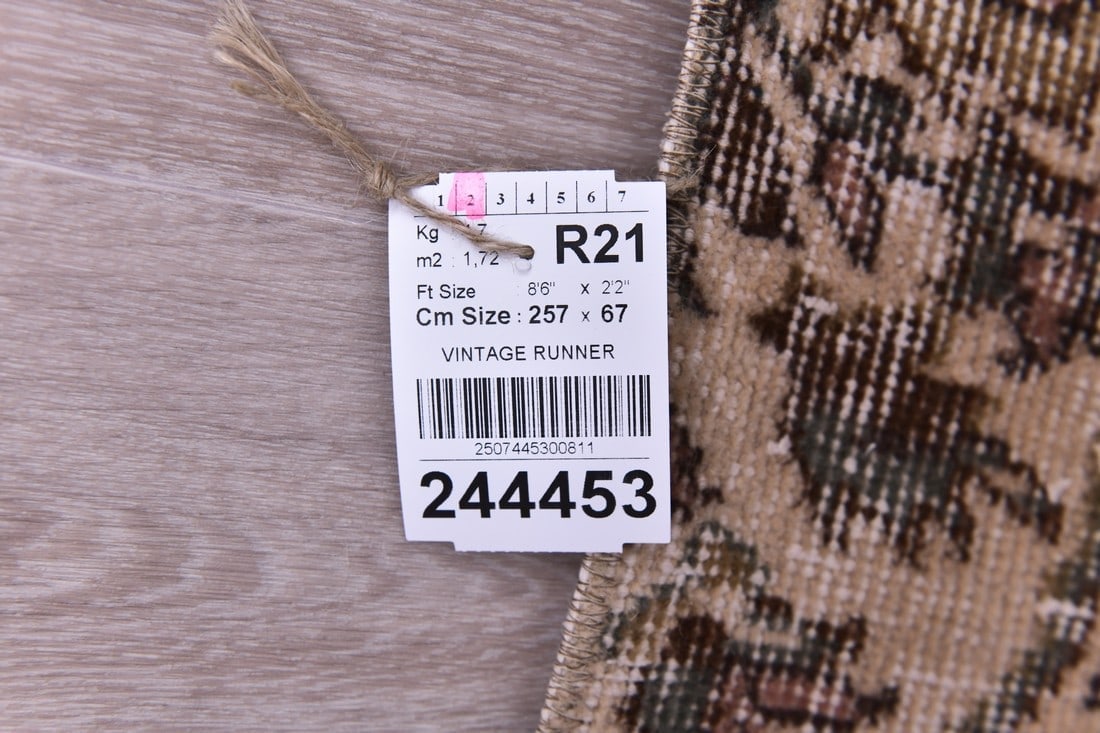 1 2 3 4 5 6 7
Kg
R21
m2 : 1,72
Ft Size : 8'6" x 2'2"
Cm Size : 257 x 67
VINTAGE RUNNER
2507445300811
244453